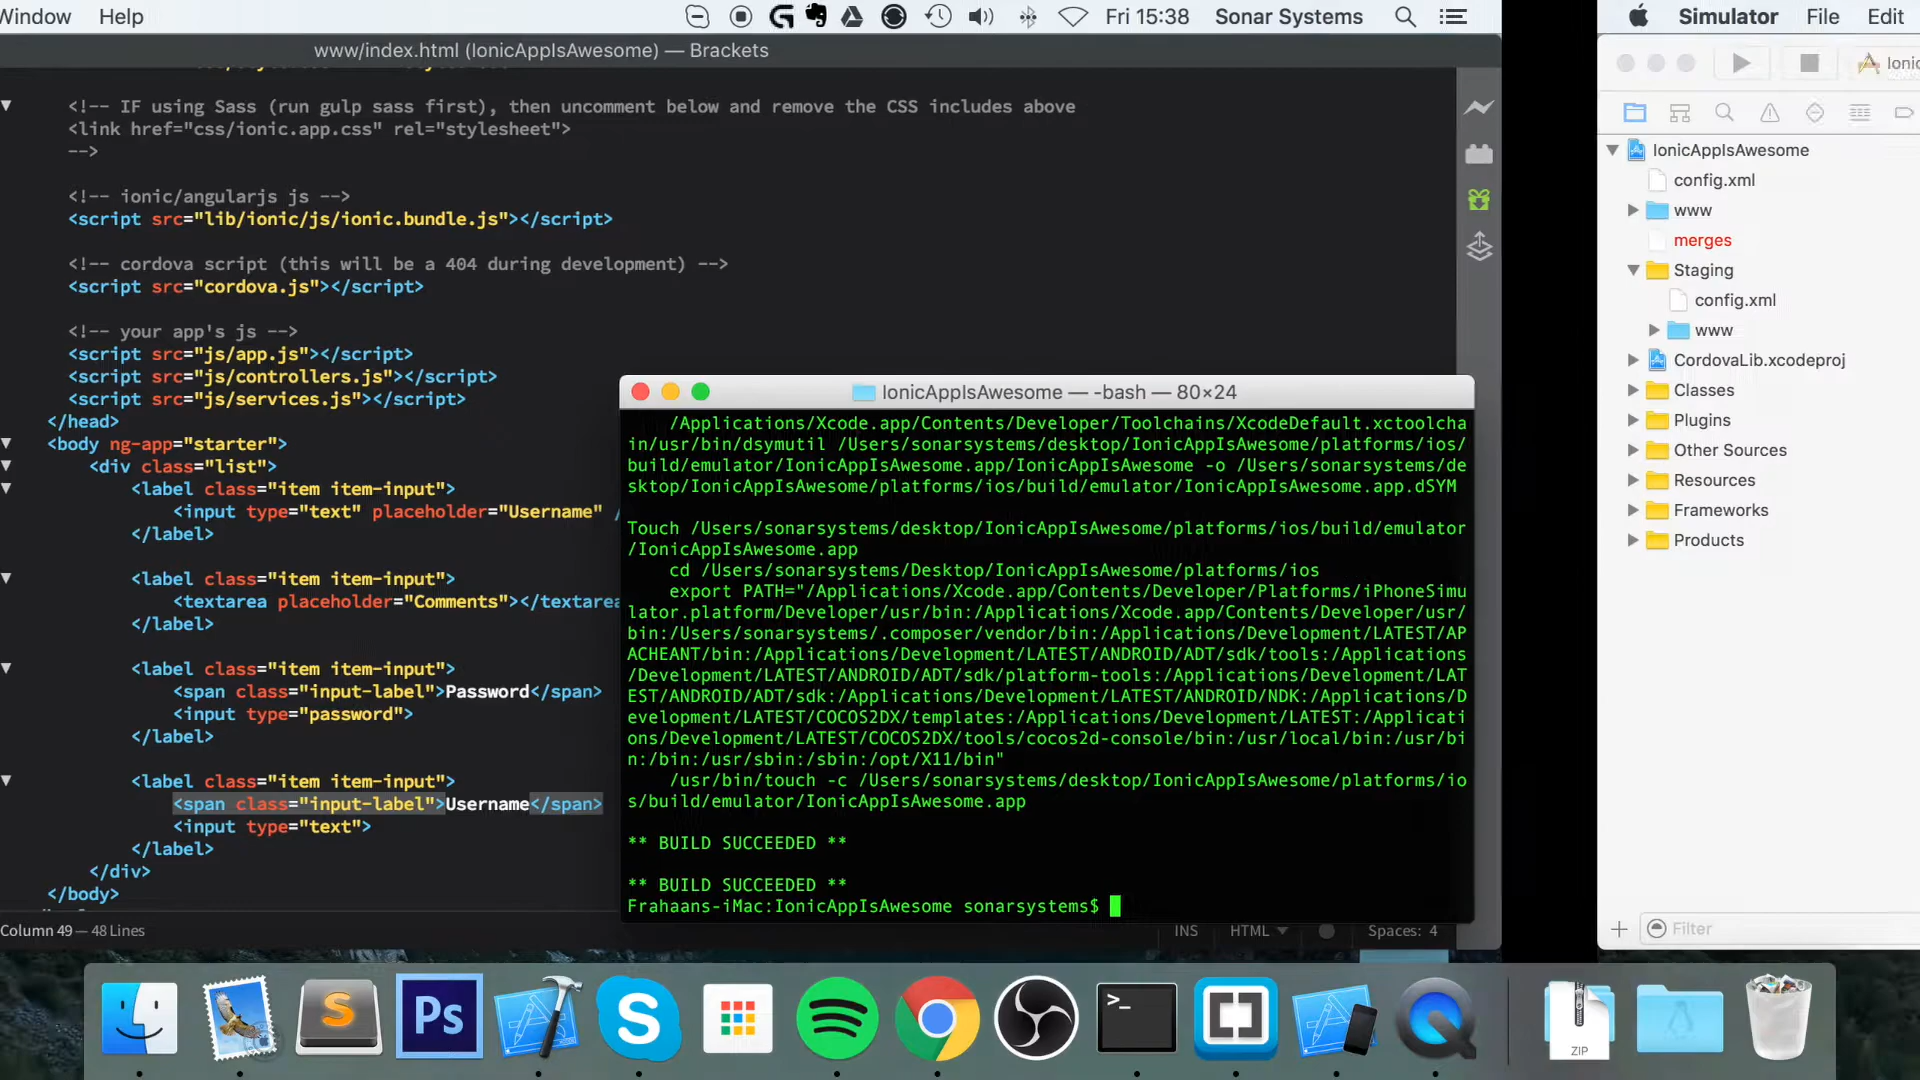 Window Help
Fri 15:38 Sonar Systems
www/index.html (IonicAppIsAwesome) — Brackets
<!-- IF using Sass (run gulp sass first), then uncomment below and remove the CSS includes above
<link href="css/ionic.app.css" rel="stylesheet">
-->
<!-- ionic/angularjs js -->
<script src="lib/ionic/js/ionic.bundle.js"></script>
<!-- cordova script (this will be a 404 during development) -->
<script src="cordova.js"></script>
<!-- your app's js -->
<script src="js/app.js"></script>
<script src="js/controllers.js"></script>
<script src="js/services.js"></script>
</head>
<body ng-app="starter">
<div class="list">
<label class="item item-input">
<input type="text" placeholder="Username" /
</label>
<label class="item item-input">
<textarea placeholder="Comments"></textarea
</label>
<label class="item item-input">
<span class="input-label">Password</span>
<input type="password">
</label>
<label class="item item-input">
<span class="input-label">Username</span>
<input type="text">
</label>
</div>
</body>
Column 49 — 48 Lines
INS HTML Spaces: 4
IonicAppIsAwesome — -bash — 80×24
/Applications/Xcode.app/Contents/Developer/Toolchains/XcodeDefault.xctoolcha
in/usr/bin/dsymutil /Users/sonarsystems/desktop/IonicAppIsAwesome/platforms/ios/
build/emulator/IonicAppIsAwesome.app/IonicAppIsAwesome -o /Users/sonarsystems/de
sktop/IonicAppIsAwesome/platforms/ios/build/emulator/IonicAppIsAwesome.app.dSYM
Touch /Users/sonarsystems/desktop/IonicAppIsAwesome/platforms/ios/build/emulator
/IonicAppIsAwesome.app
cd /Users/sonarsystems/Desktop/IonicAppIsAwesome/platforms/ios
export PATH="/Applications/Xcode.app/Contents/Developer/Platforms/iPhoneSimu
lator.platform/Developer/usr/bin:/Applications/Xcode.app/Contents/Developer/usr/
bin:/Users/sonarsystems/.composer/vendor/bin:/Applications/Development/LATEST/AP
ACHEANT/bin:/Applications/Development/LATEST/ANDROID/ADT/sdk/tools:/Applications
/Development/LATEST/ANDROID/ADT/sdk/platform-tools:/Applications/Development/LAT
EST/ANDROID/ADT/sdk:/Applications/Development/LATEST/ANDROID/NDK:/Applications/D
evelopment/LATEST/COCOS2DX/templates:/Applications/Development/LATEST:/Applicati
ons/Development/LATEST/COCOS2DX/tools/cocos2d-console/bin:/usr/local/bin:/usr/bi
n:/bin:/usr/sbin:/sbin:/opt/X11/bin"
/usr/bin/touch -c /Users/sonarsystems/desktop/IonicAppIsAwesome/platforms/io
s/build/emulator/IonicAppIsAwesome.app
** BUILD SUCCEEDED **
** BUILD SUCCEEDED **
Frahaans-iMac:IonicAppIsAwesome sonarsystems$
Simulator File Edit
Ionic
IonicAppIsAwesome
config.xml
www
merges
Staging
config.xml
www
CordovaLib.xcodeproj
Classes
Plugins
Other Sources
Resources
Frameworks
Products
Filter
S
Ps
S
>_
ZIP